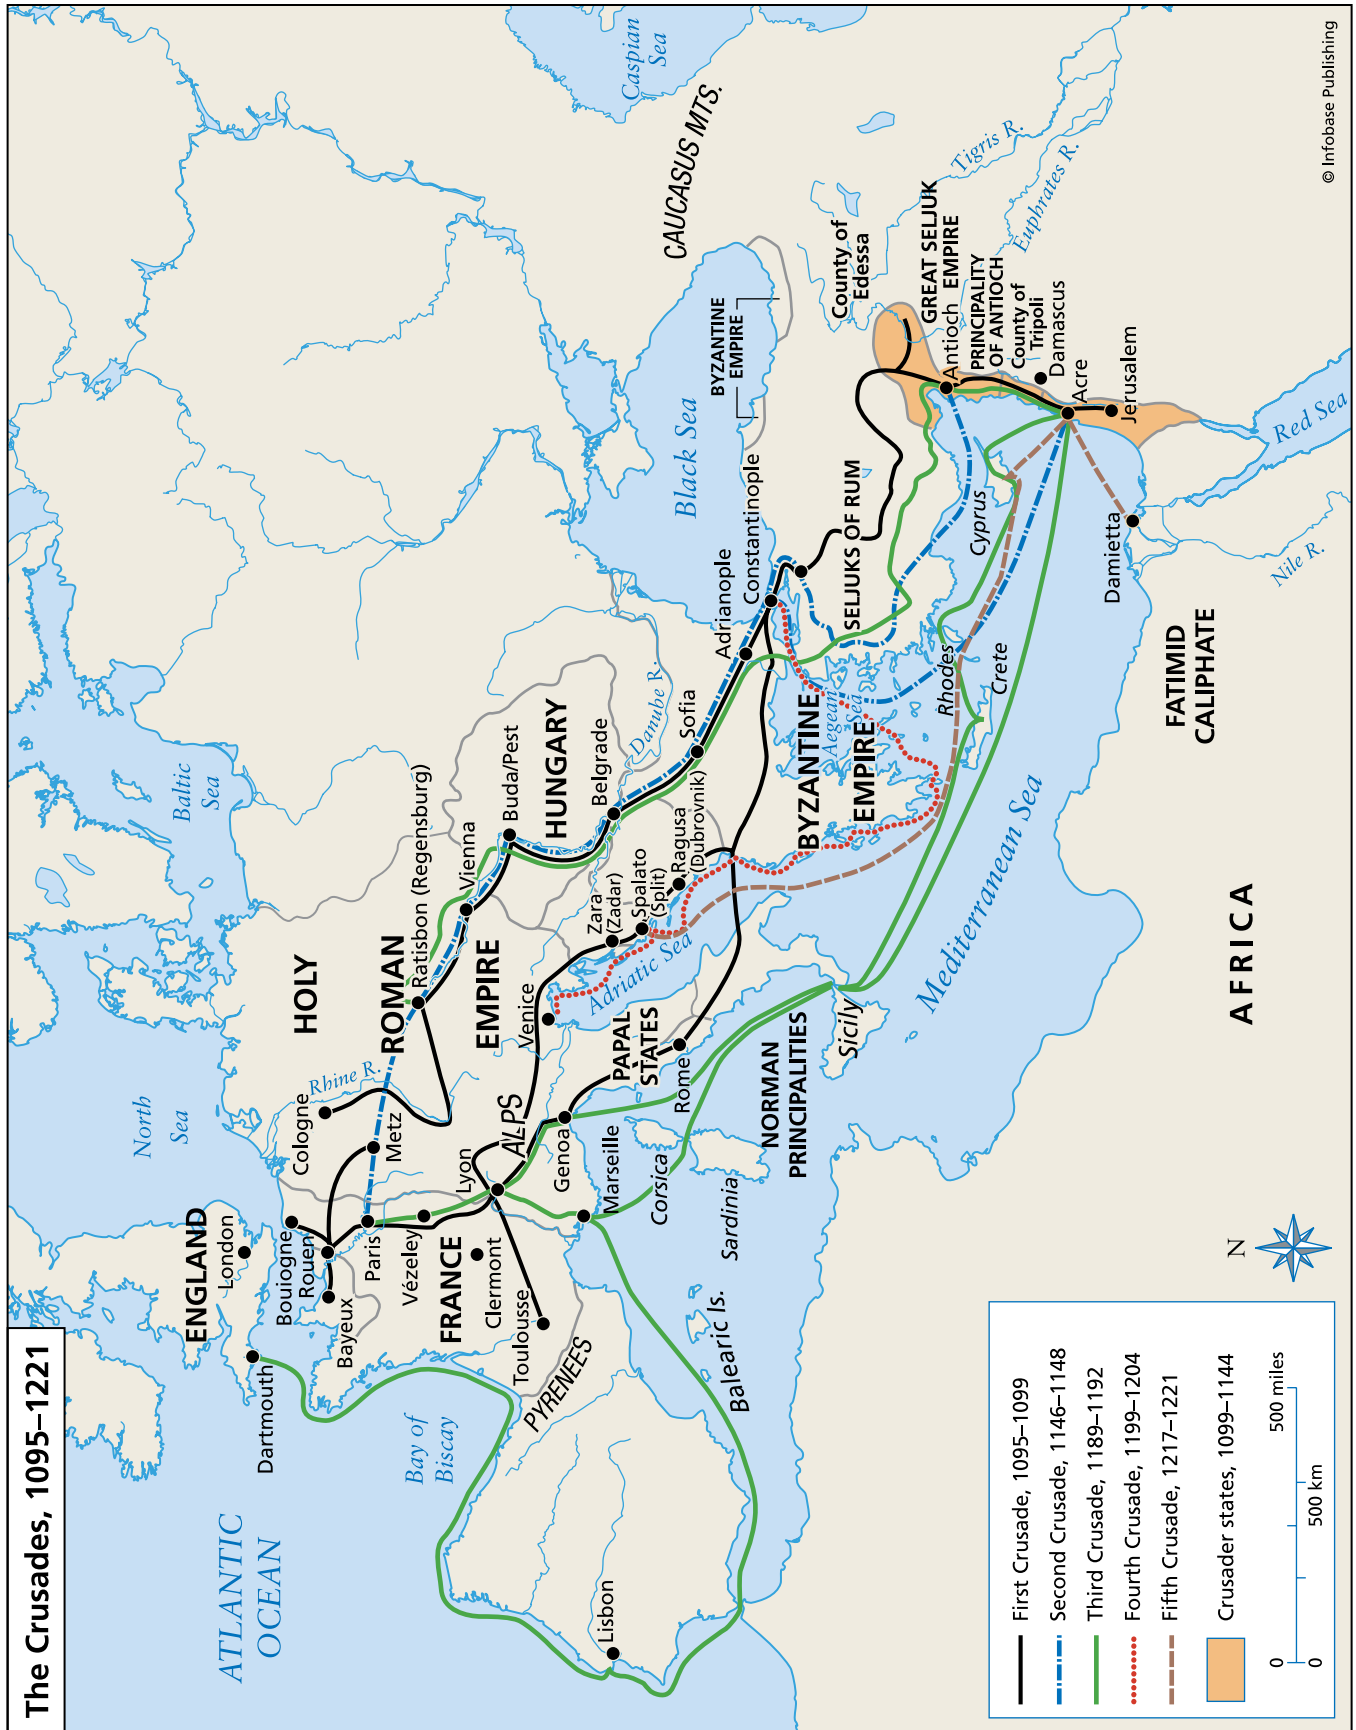 The Crusades, 1095–1221
ATLANTIC
OCEAN
North
Sea
Baltic
Sea
ENGLAND
London
Dartmouth
Bouiogne
Rouen
Bayeux
Paris
Vézeley
FRANCE
Clermont
Toulousse
PYRENEES
Bay of
Biscay
Lisbon
Balearic Is.
Cologne
Rhine R.
Metz
Lyon
ALPS
Genoa
Marseille
Corsica
Sardinia
HOLY
ROMAN
EMPIRE
Ratisbon (Regensburg)
Vienna
Buda/Pest
HUNGARY
Belgrade
Danube R.
Sofia
Adrianople
Constantinople
Venice
Zara
(Zadar)
Spalato
(Split)
Ragusa
(Dubrovnik)
Adriatic Sea
PAPAL
STATES
Rome
NORMAN
PRINCIPALITIES
Sicily
Mediterranean Sea
BYZANTINE
EMPIRE
Aegean
Sea
Rhodes
Crete
Cyprus
Black Sea
BYZANTINE
EMPIRE
SELJUKS OF RUM
CAUCASUS MTS.
Caspian
Sea
County of
Edessa
GREAT SELJUK
EMPIRE
Antioch
PRINCIPALITY
OF ANTIOCH
County of
Tripoli
Damascus
Acre
Jerusalem
Tigris R.
Euphrates R.
Red Sea
Nile R.
Damietta
FATIMID
CALIPHATE
AFRICA
N
First Crusade, 1095–1099
Second Crusade, 1146–1148
Third Crusade, 1189–1192
Fourth Crusade, 1199–1204
Fifth Crusade, 1217–1221
Crusader states, 1099–1144
0 500 miles
0 500 km
© Infobase Publishing